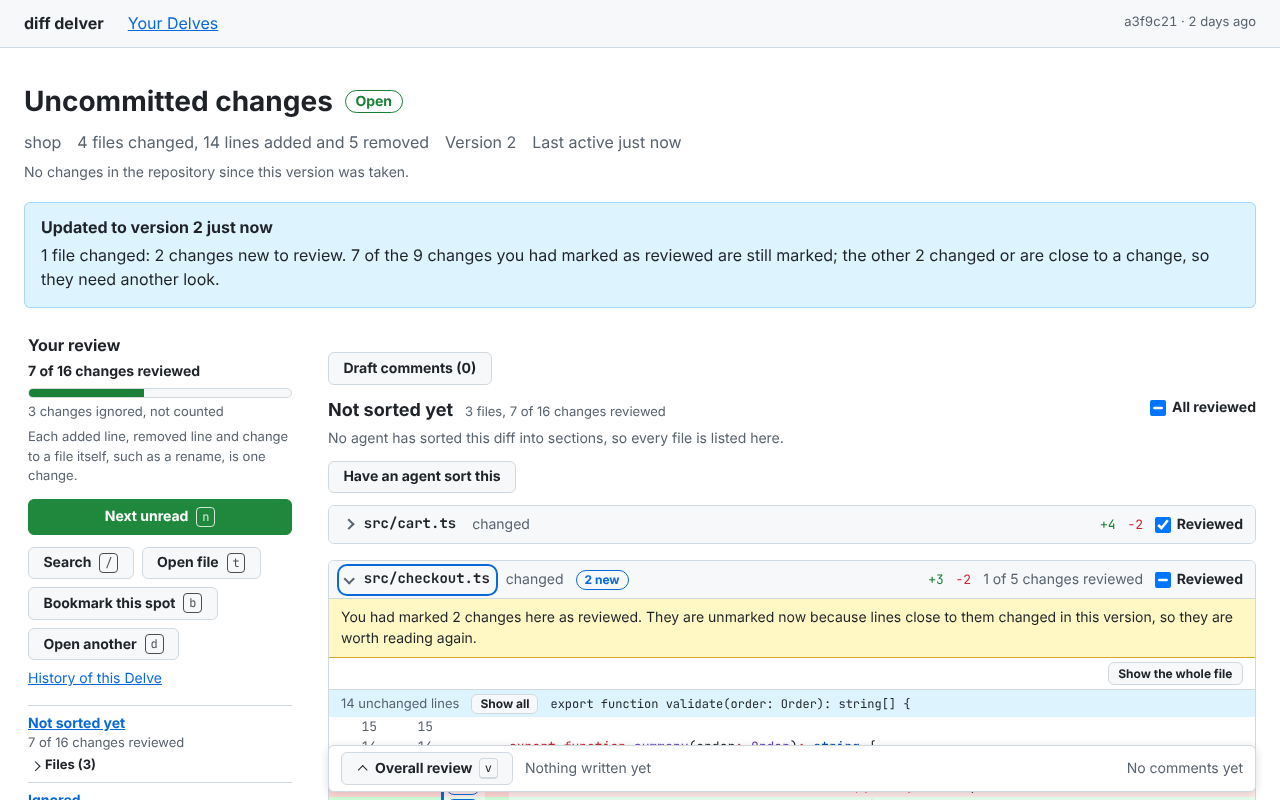 diff delver Your Delves a3f9c21 · 2 days ago
Uncommitted changes Open
shop 4 files changed, 14 lines added and 5 removed Version 2 Last active just now
No changes in the repository since this version was taken.
Updated to version 2 just now
1 file changed: 2 changes new to review. 7 of the 9 changes you had marked as reviewed are still marked; the other 2 changed or are close to a change, so
they need another look.
Your review
7 of 16 changes reviewed
3 changes ignored, not counted
Each added line, removed line and change
to a file itself, such as a rename, is one
change.
Next unread n
Search / Open file t
Bookmark this spot b
Open another d
History of this Delve
Not sorted yet
7 of 16 changes reviewed
Files (3)
Ignored
Draft comments (0)
Not sorted yet 3 files, 7 of 16 changes reviewed All reviewed
No agent has sorted this diff into sections, so every file is listed here.
Have an agent sort this
src/cart.ts changed +4 -2 Reviewed
src/checkout.ts changed 2 new +3 -2 1 of 5 changes reviewed Reviewed
You had marked 2 changes here as reviewed. They are unmarked now because lines close to them changed in this version, so they are
worth reading again.
Show the whole file
14 unchanged lines Show all export function validate(order: Order): string[] {
15 15
16 16 export function summary(order: Order): string {
Overall review v Nothing written yet No comments yet